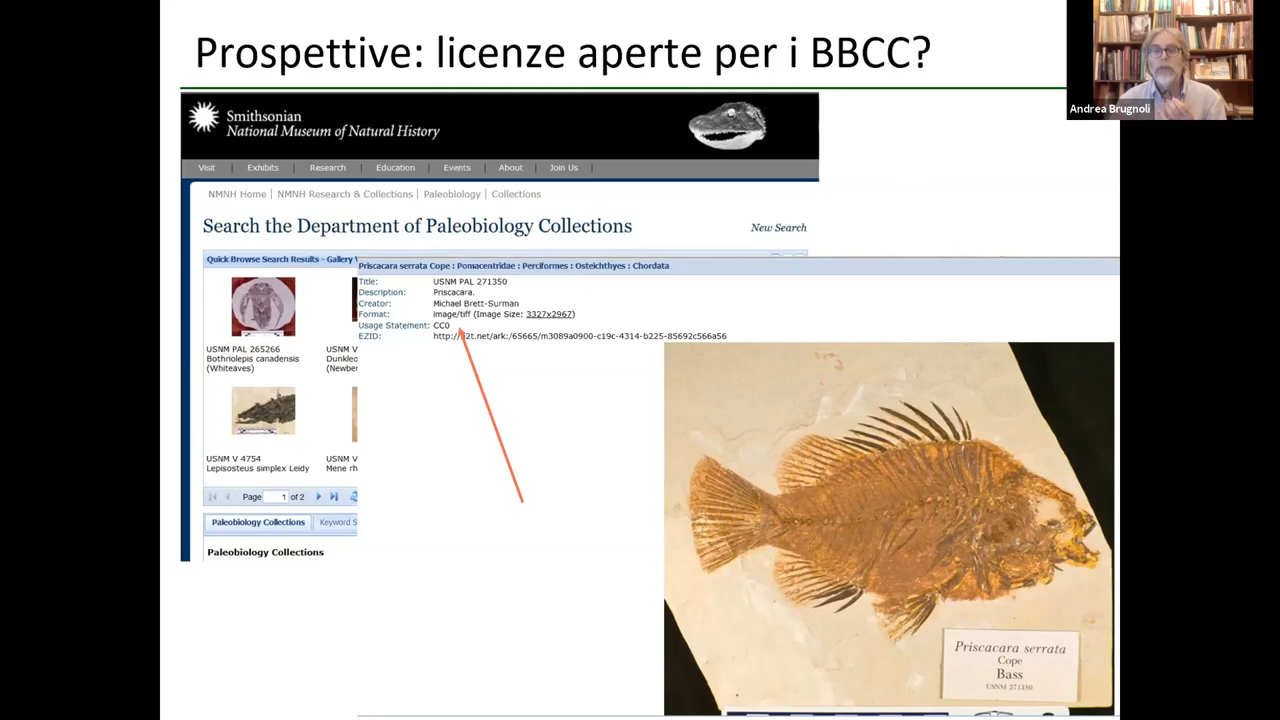 Prospettive: licenze aperte per i BBCC?
Andrea Brugnoli
Smithsonian
National Museum of Natural History
Visit | Exhibits | Research | Education | Events | About | Join Us |
NMNH Home | NMNH Research & Collections | Paleobiology | Collections
Search the Department of Paleobiology Collections
New Search
Quick Browse Search Results - Gallery
USNM PAL 265266
Bothriolepis canadensis
(Whiteaves)
USNM V
Dunkleo
(Newber
USNM V 4754
Lepisosteus simplex Leidy
USNM V
Mene rh
Page 1 of 2
Paleobiology Collections
Keyword S
Paleobiology Collections
Priscacara serrata Cope : Pomacentridae : Perciformes : Osteichthyes : Chordata
Title: USNM PAL 271350
Description: Priscacara.
Creator: Michael Brett-Surman
Format: image/tiff (Image Size: 3327x2967)
Usage Statement: CC0
EZID: http://n2t.net/ark:/65665/m3089a0900-c19c-4314-b225-85692c566a56
Priscacara serrata
Cope
Bass
USNM 271350